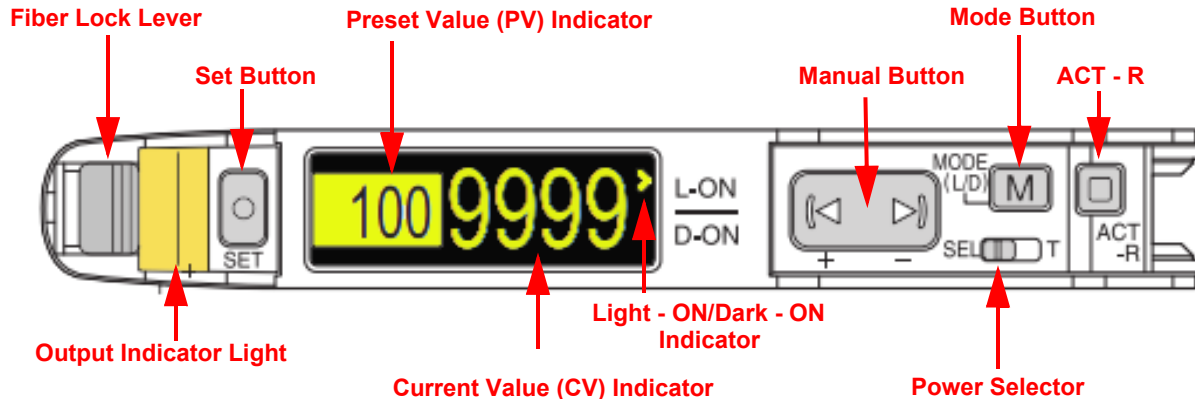 Fiber Lock Lever
Preset Value (PV) Indicator
Mode Button
Set Button
Manual Button
ACT - R
SET
100
9999
L-ON
D-ON
+
−
MODE
(L/D)
M
SEL
T
ACT
-R
+
Output Indicator Light
Light - ON/Dark - ON
Indicator
Current Value (CV) Indicator
Power Selector